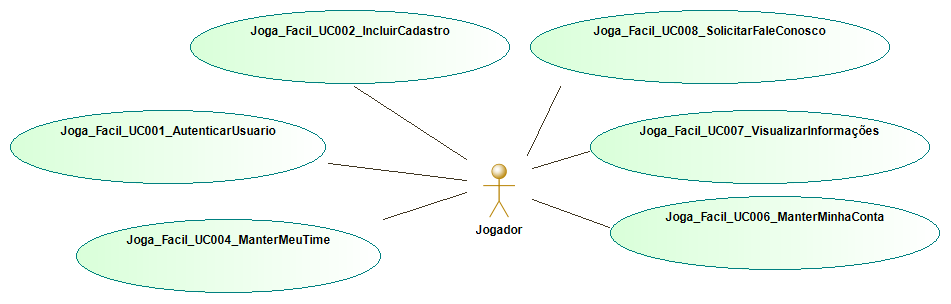 Joga_Facil_UC002_IncluirCadastro
Joga_Facil_UC008_SolicitarFaleConosco
Joga_Facil_UC001_AutenticarUsuario
Joga_Facil_UC007_VisualizarInformações
Jogador
Joga_Facil_UC004_ManterMeuTime
Joga_Facil_UC006_ManterMinhaConta